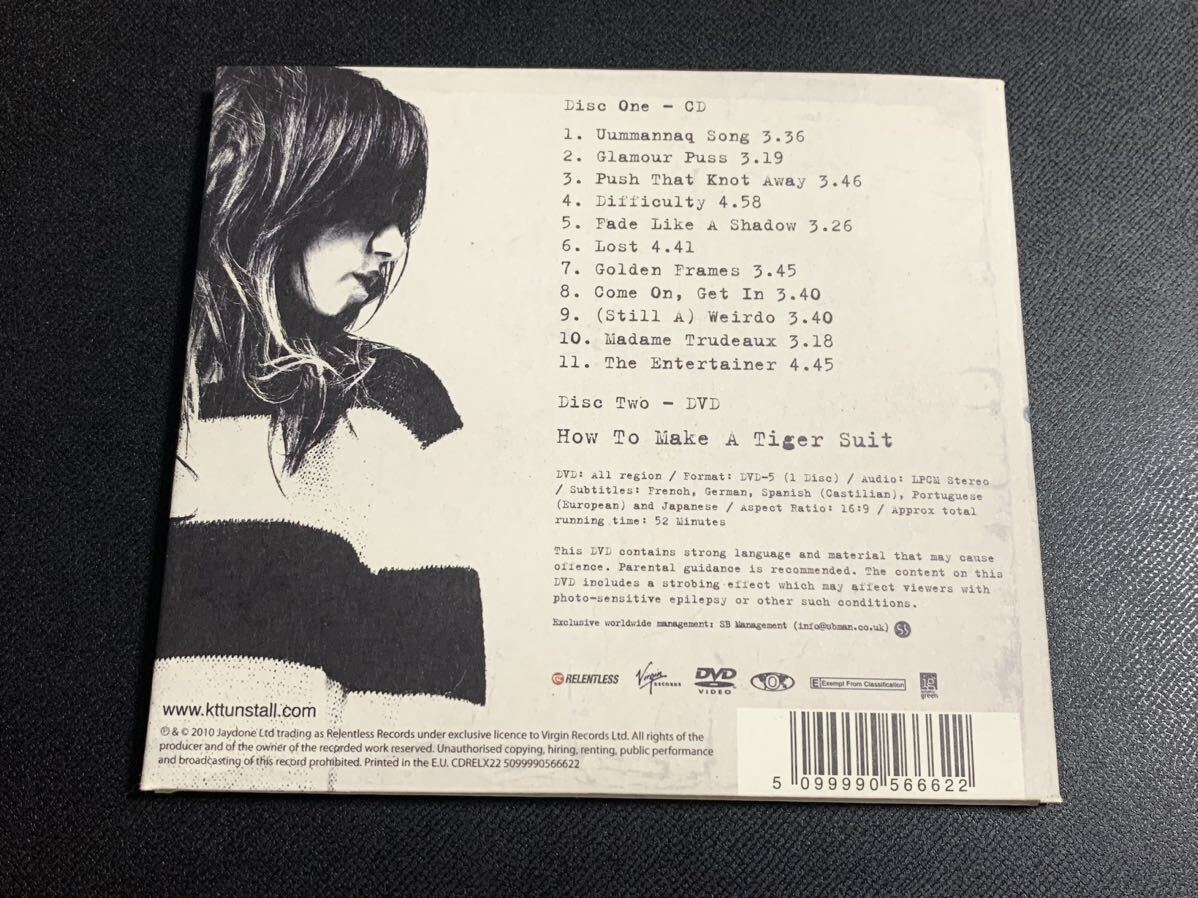 Disc One - CD
1. Uummannaq Song 3.36
2. Glamour Puss 3.19
3. Push That Knot Away 3.46
4. Difficulty 4.58
5. Fade Like A Shadow 3.26
6. Lost 4.41
7. Golden Frames 3.45
8. Come On, Get In 3.40
9. (Still A) Weirdo 3.40
10. Madame Trudeaux 3.18
11. The Entertainer 4.45
Disc Two - DVD
How To Make A Tiger Suit
DVD: All region / Format: DVD-5 (1 Disc) / Audio: LPCM Stereo
/ Subtitles: French, German, Spanish (Castilian), Portuguese
(European) and Japanese / Aspect Ratio: 16:9 / Approx total
running time: 52 Minutes
This DVD contains strong language and material that may cause
offence. Parental guidance is recommended. The content on this
DVD includes a strobing effect which may affect viewers with
photo-sensitive epilepsy or other such conditions.
Exclusive worldwide management: SB Management (info@sbman.co.uk)
RELENTLESS Virgin RECORDS DVD VIDEO 0 E Exempt From Classification
www.kttunstall.com
℗ & © 2010 Jaydone Ltd trading as Relentless Records under exclusive licence to Virgin Records Ltd. All rights of the
producer and of the owner of the recorded work reserved. Unauthorised copying, hiring, renting, public performance
and broadcasting of this record prohibited. Printed in the E.U. CDRELX22 5099990566622
5 099990 566622